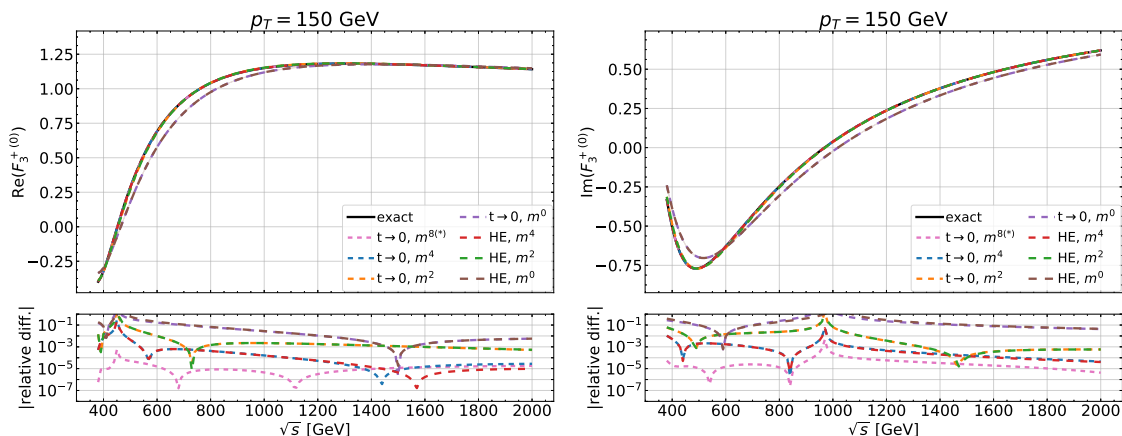 p_T = 150 GeV
Re(F_3^{+(0)})
1.25
1.00
0.75
0.50
0.25
0.00
−0.25
exact
t→0, m^{8(*)}
t→0, m^4
t→0, m^2
t→0, m^0
HE, m^4
HE, m^2
HE, m^0
|relative diff.|
10^{−1}
10^{−3}
10^{−5}
10^{−7}
400 600 800 1000 1200 1400 1600 1800 2000
√s [GeV]
p_T = 150 GeV
Im(F_3^{+(0)})
0.50
0.25
0.00
−0.25
−0.50
−0.75
exact
t→0, m^{8(*)}
t→0, m^4
t→0, m^2
t→0, m^0
HE, m^4
HE, m^2
HE, m^0
|relative diff.|
10^{−1}
10^{−3}
10^{−5}
10^{−7}
400 600 800 1000 1200 1400 1600 1800 2000
√s [GeV]